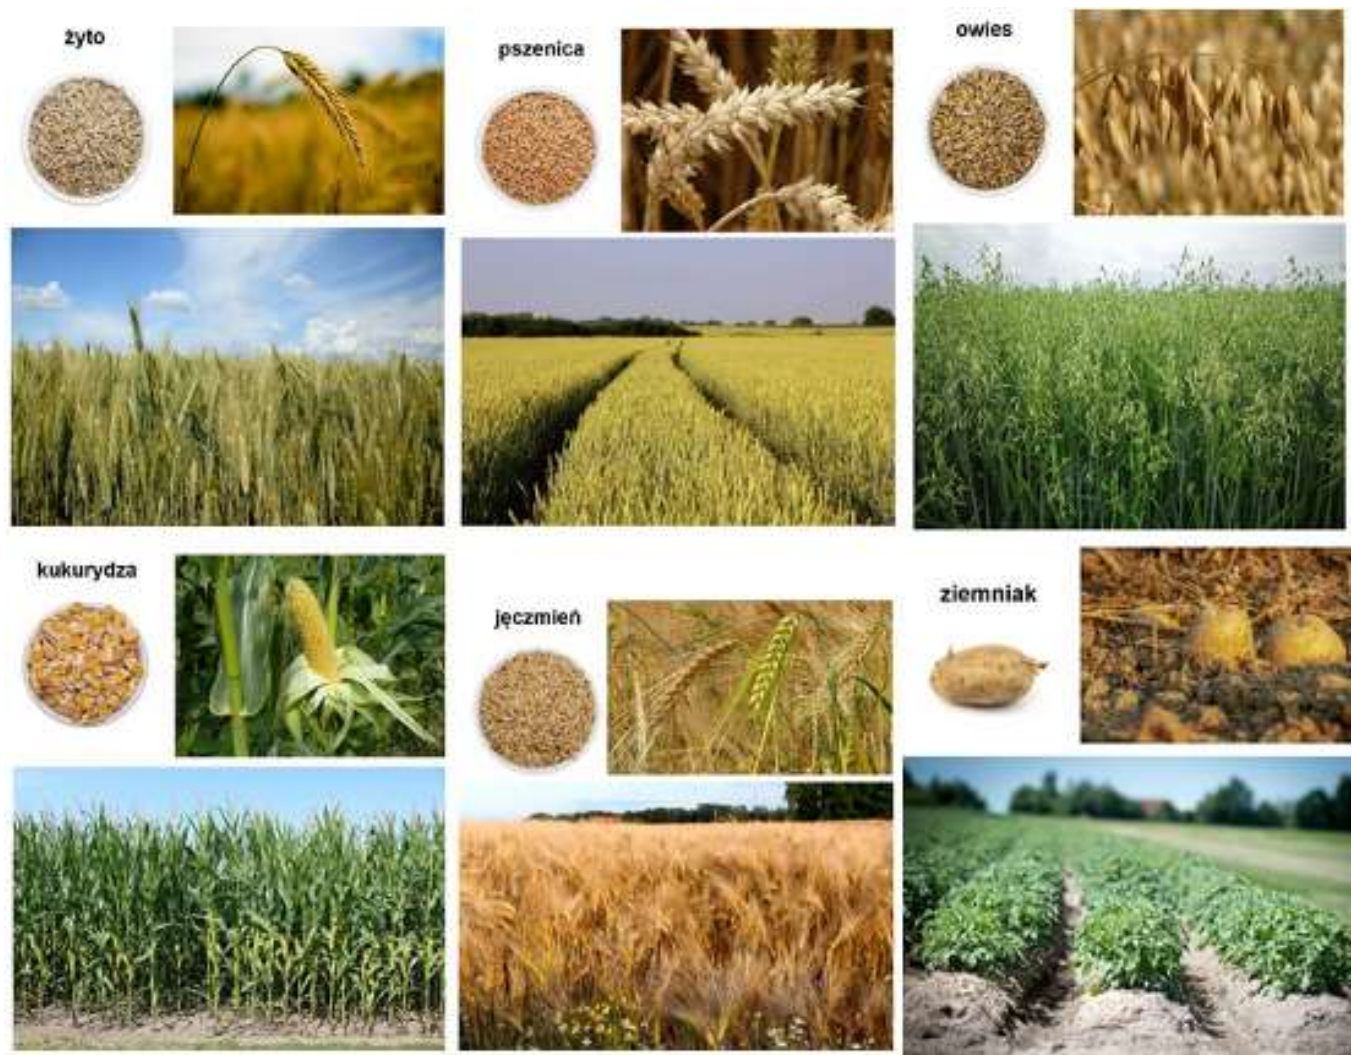 żyto
pszenica
owies
kukurydza
jęczmień
ziemniak